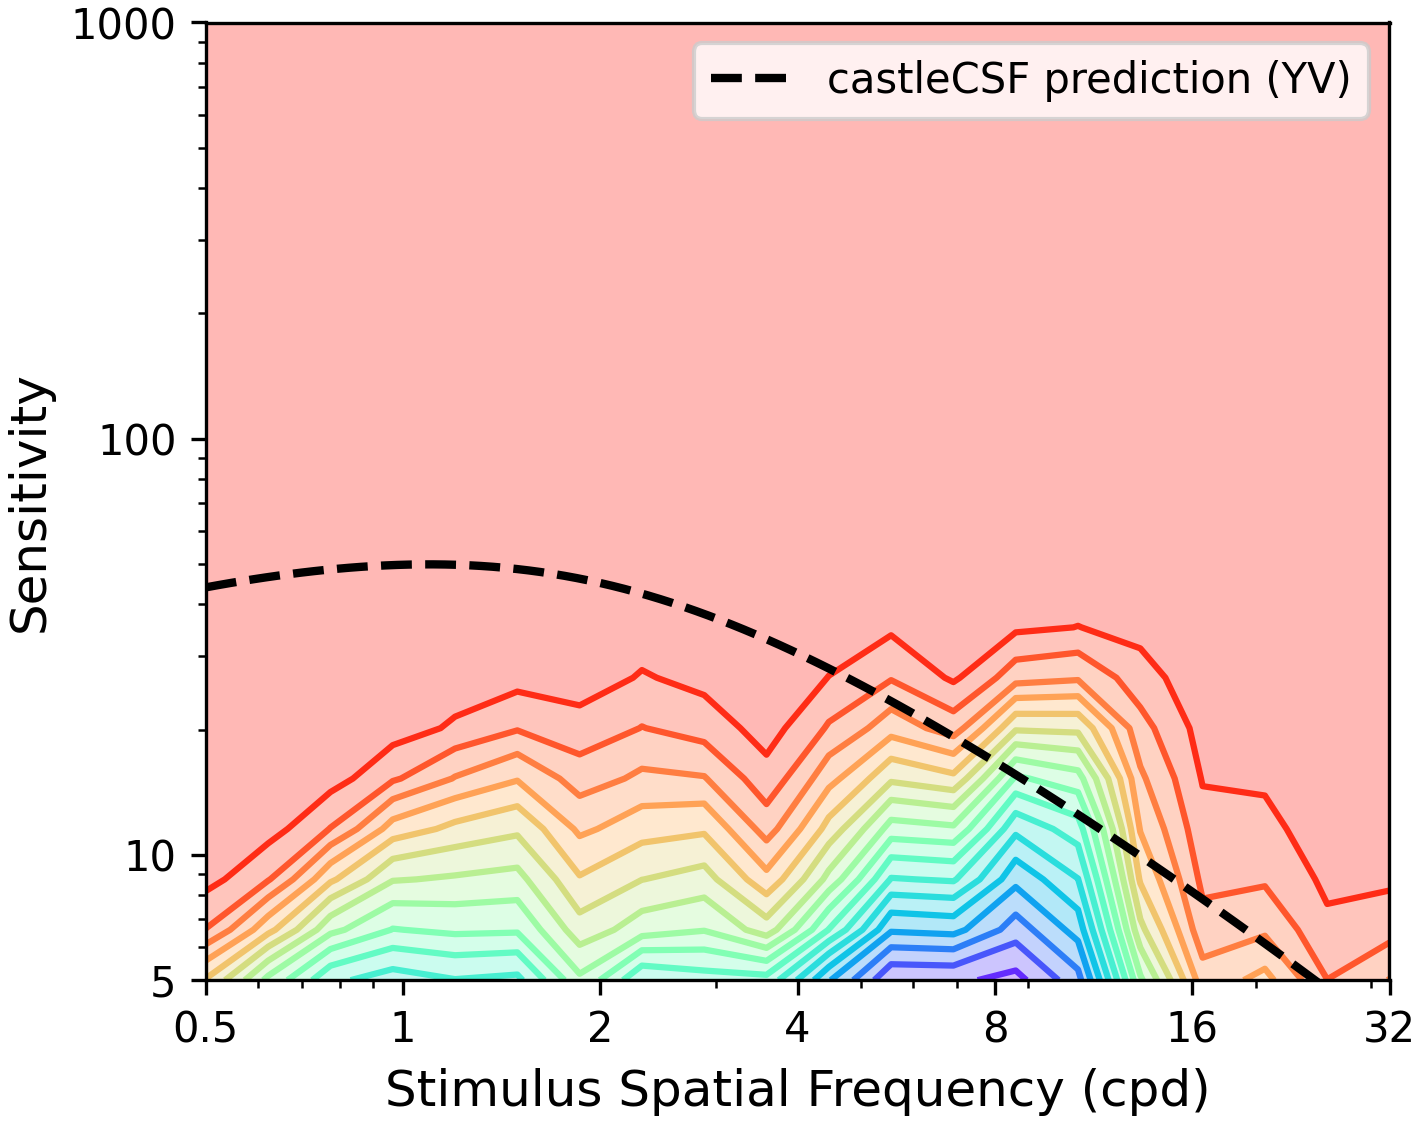 1000
castleCSF prediction (YV)
100
Sensitivity
10
5
0.5 1 2 4 8 16 32
Stimulus Spatial Frequency (cpd)